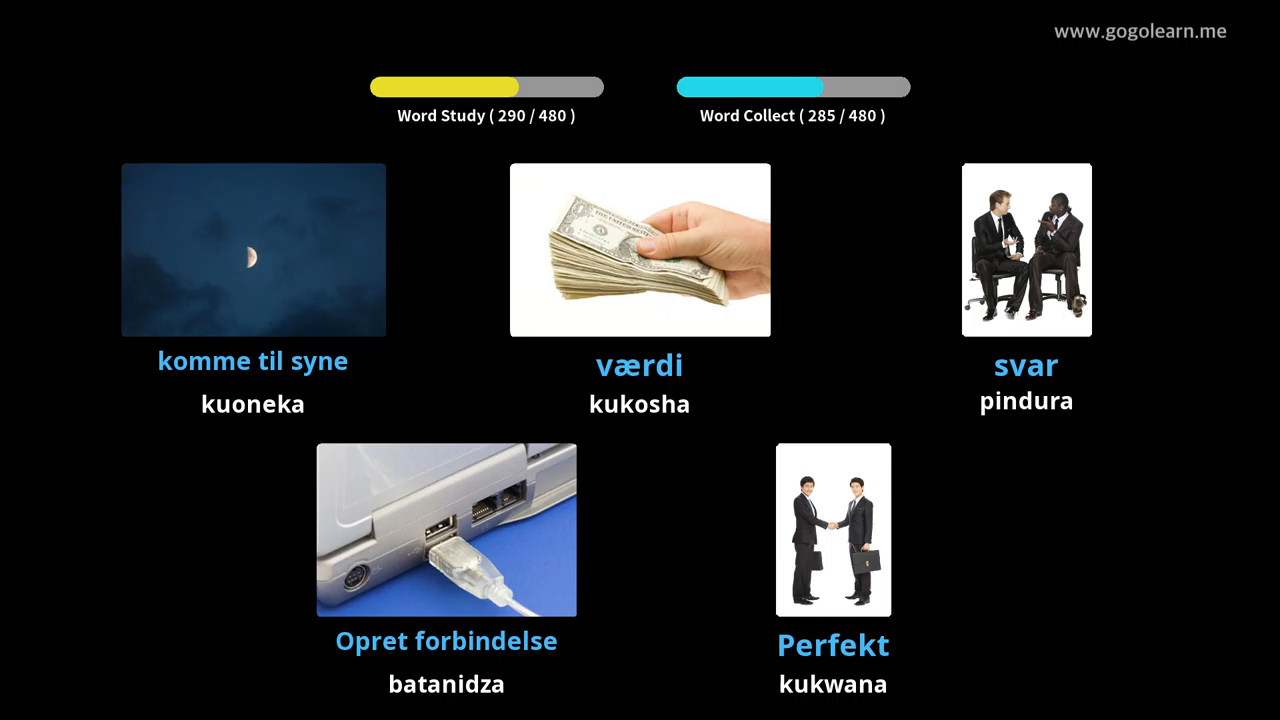 www.gogolearn.me
Word Study ( 290 / 480 )
Word Collect ( 285 / 480 )
komme til syne
kuoneka
værdi
kukosha
svar
pindura
Opret forbindelse
batanidza
Perfekt
kukwana